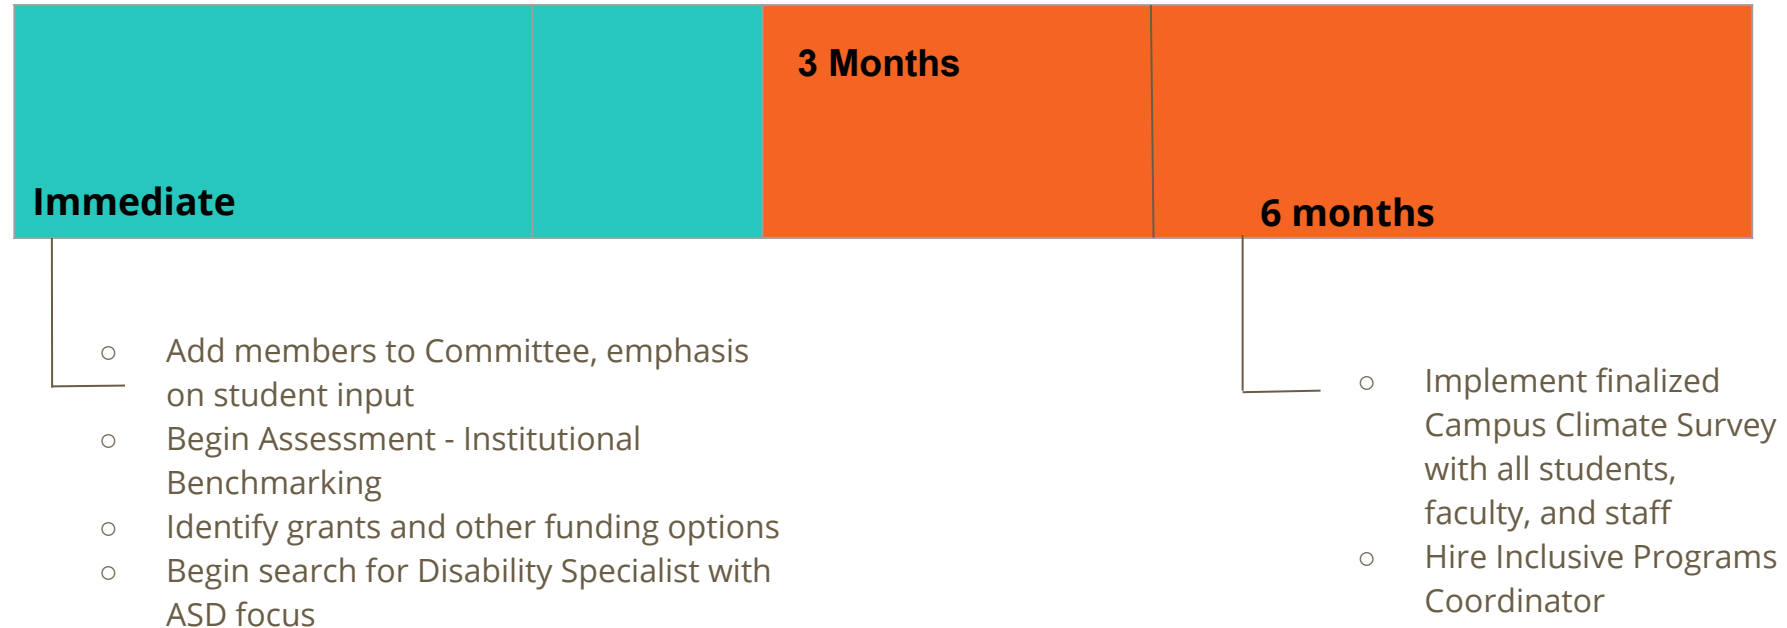 3 Months
Immediate
6 months
○ Add members to Committee, emphasis
on student input
○ Begin Assessment - Institutional
Benchmarking
○ Identify grants and other funding options
○ Begin search for Disability Specialist with
ASD focus
○ Implement finalized
Campus Climate Survey
with all students,
faculty, and staff
○ Hire Inclusive Programs
Coordinator